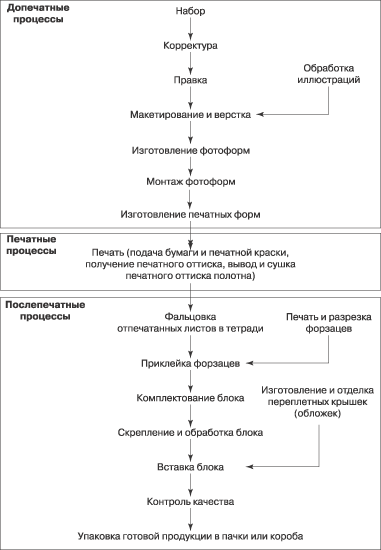 Допечатные
процессы
Набор
Корректура
Правка
Обработка
иллюстраций
Макетирование и верстка
Изготовление фотоформ
Монтаж фотоформ
Изготовление печатных форм
Печатные
процессы
Печать (подача бумаги и печатной краски,
получение печатного оттиска, вывод и сушка
печатного оттиска полотна)
Послепечатные
процессы
Фальцовка
отпечатанных листов в тетради
Печать и разрезка
форзацев
Приклейка форзацев
Изготовление и отделка
переплетных крышек
(обложек)
Комплектование блока
Скрепление и обработка блока
Вставка блока
Контроль качества
Упаковка готовой продукции в пачки или короба